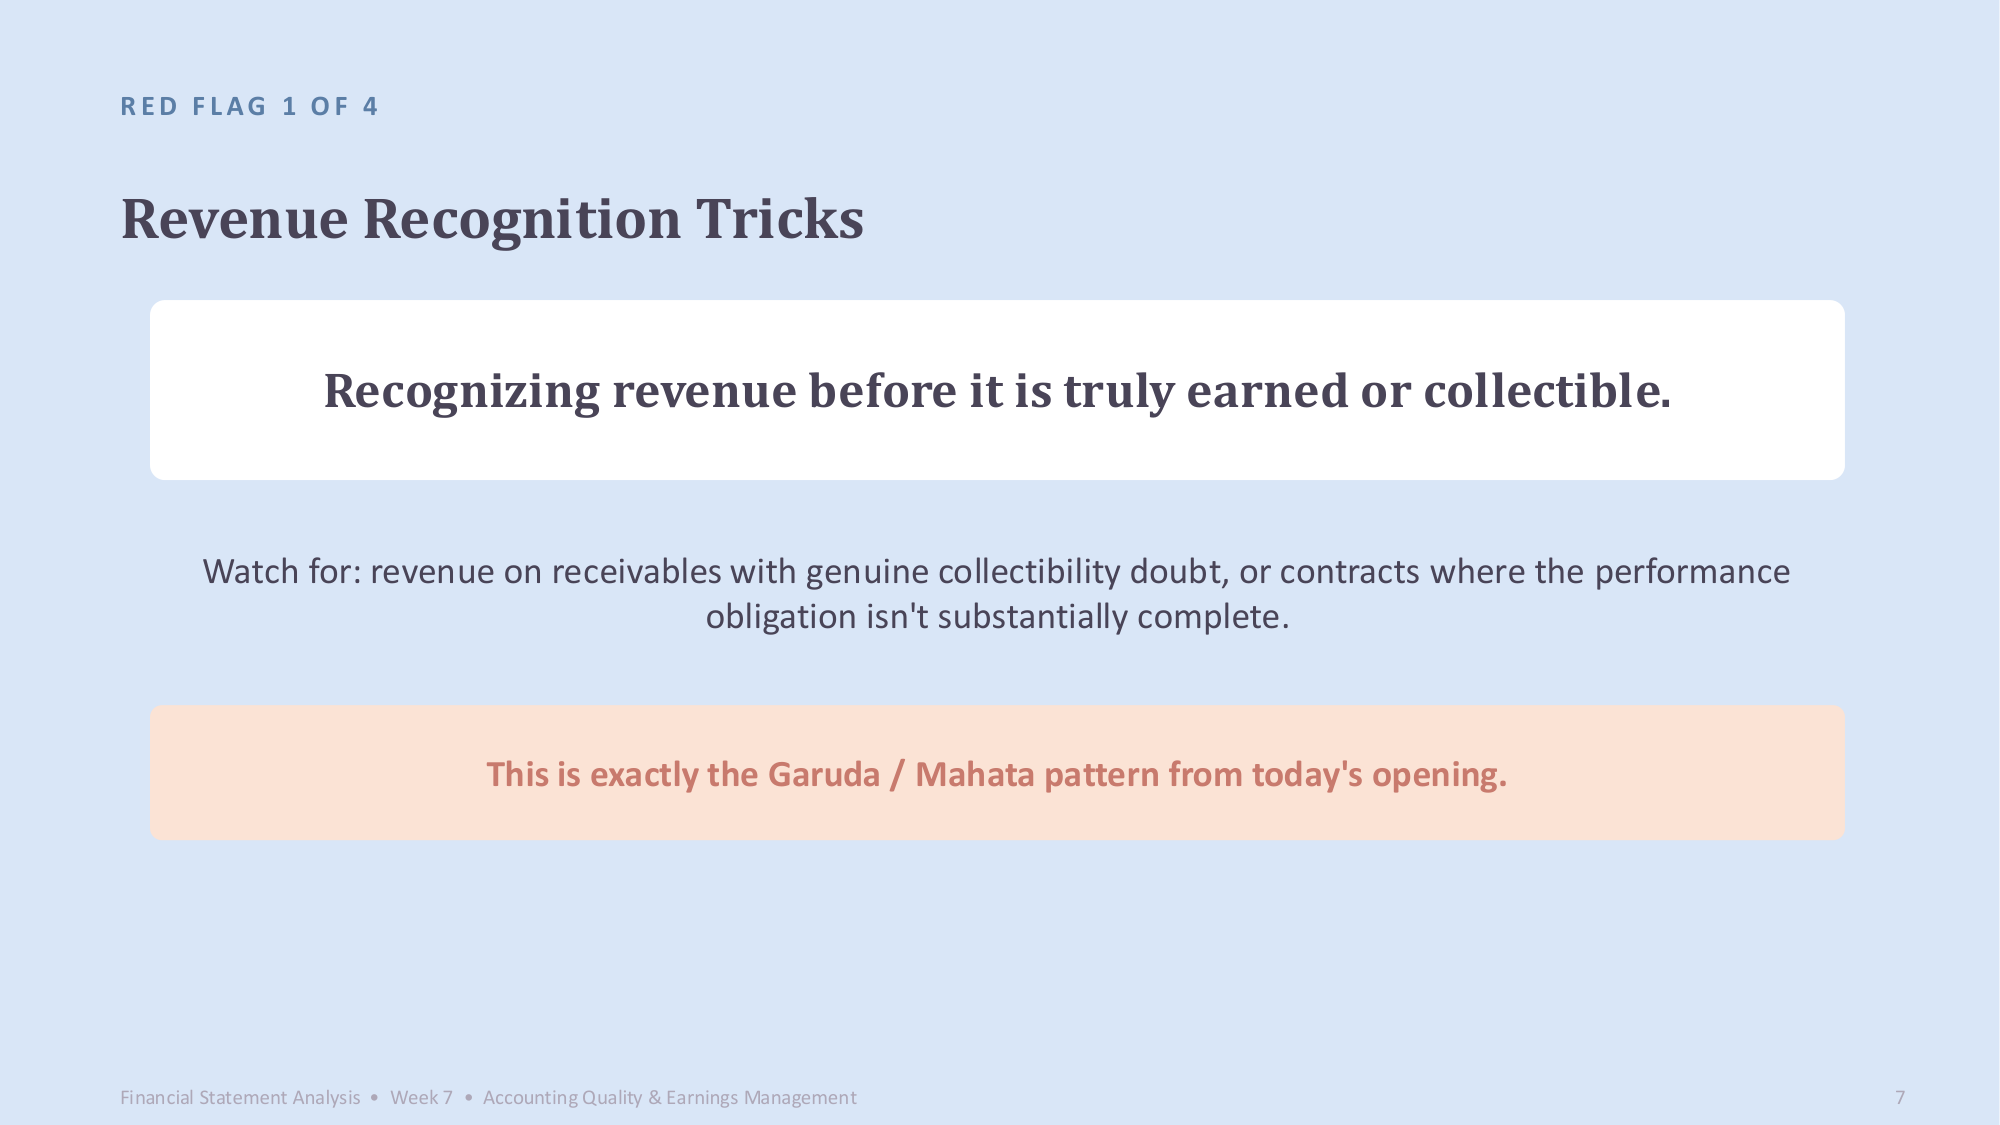 RED FLAG 1 OF 4
Revenue Recognition Tricks
Recognizing revenue before it is truly earned or collectible.
Watch for: revenue on receivables with genuine collectibility doubt, or contracts where the performance
obligation isn't substantially complete.
This is exactly the Garuda / Mahata pattern from today's opening.
Financial Statement Analysis • Week 7 • Accounting Quality & Earnings Management
7